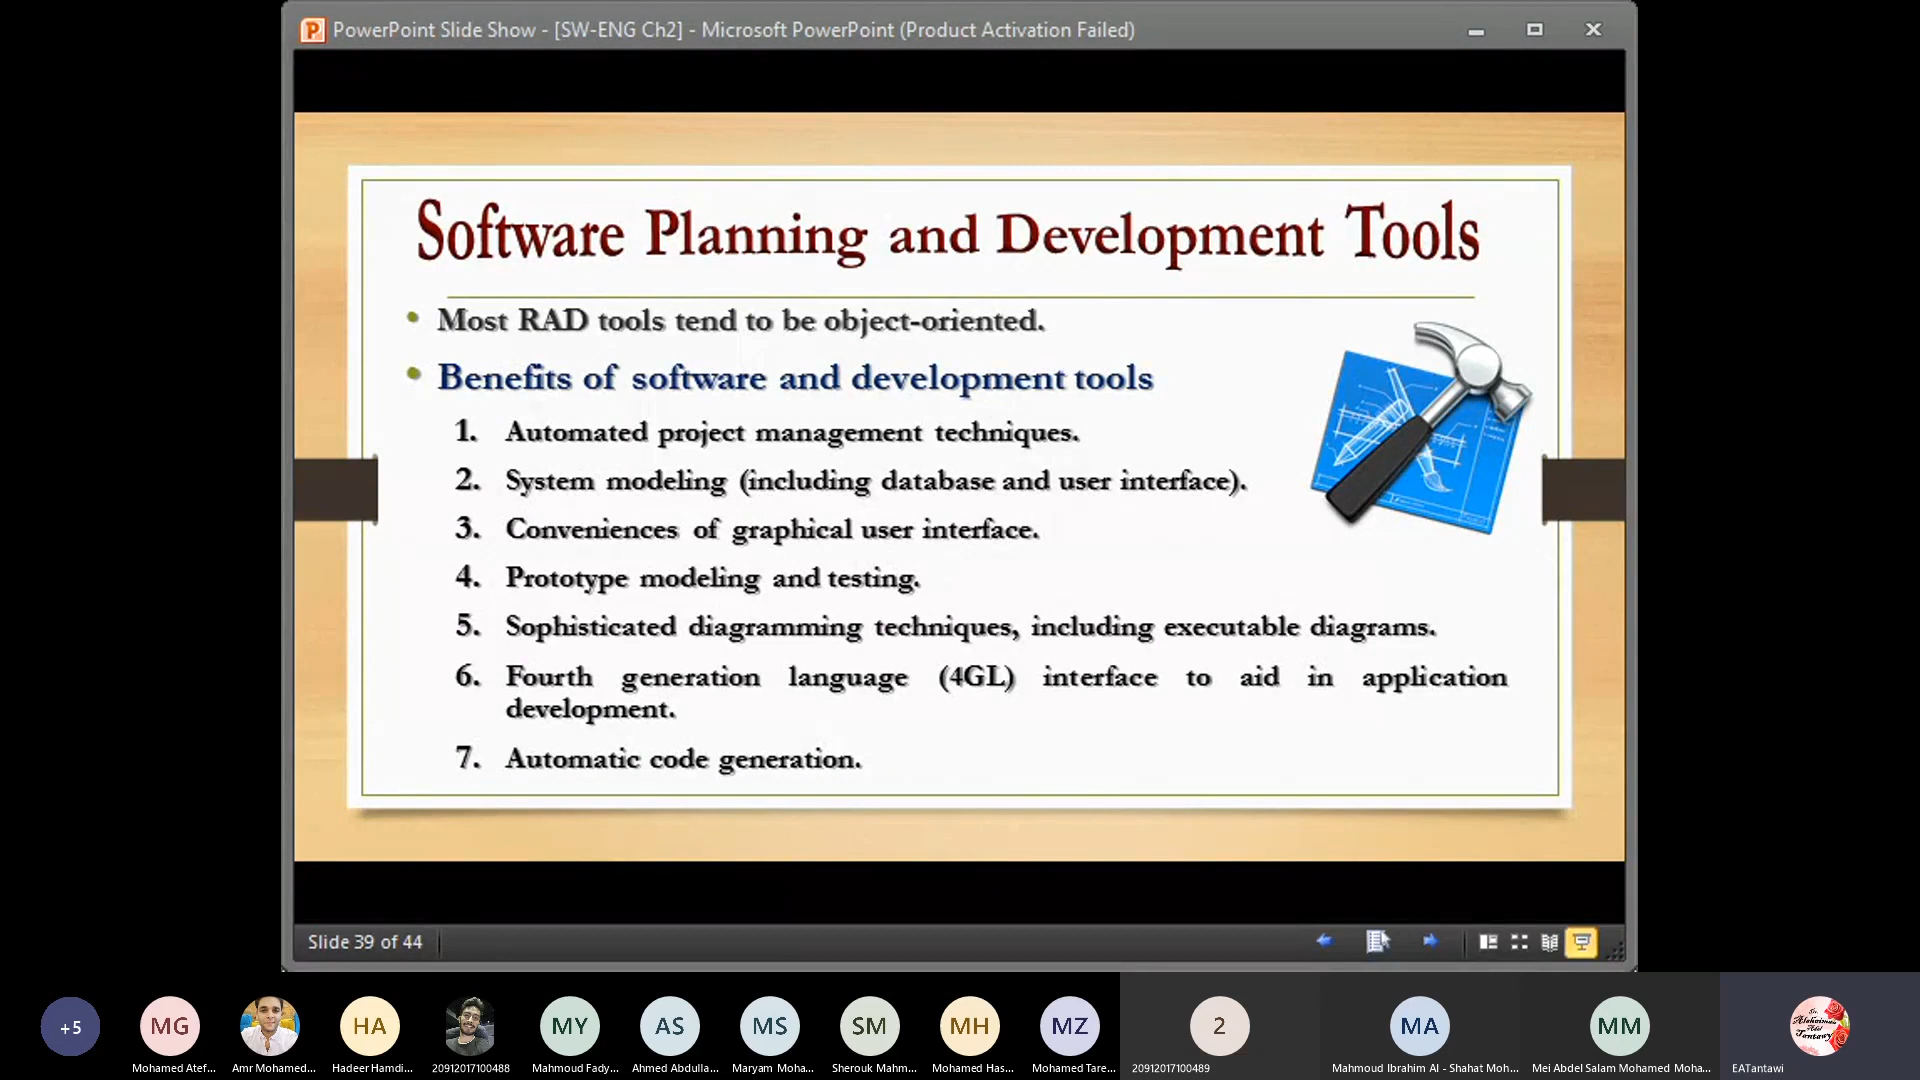 PowerPoint Slide Show - [SW-ENG Ch2] - Microsoft PowerPoint (Product Activation Failed)
Software Planning and Development Tools
• Most RAD tools tend to be object-oriented.
• Benefits of software and development tools
1. Automated project management techniques.
2. System modeling (including database and user interface).
3. Conveniences of graphical user interface.
4. Prototype modeling and testing.
5. Sophisticated diagramming techniques, including executable diagrams.
6. Fourth generation language (4GL) interface to aid in application
development.
7. Automatic code generation.
Slide 39 of 44
+5 MG HA MY AS MS SM MH MZ 2 MA MM
Mohamed Atef... Amr Mohamed... Hadeer Hamdi... 20912017100488 Mahmoud Fady... Ahmed Abdulla... Maryam Moha... Sherouk Mahm... Mohamed Has... Mohamed Tare... 20912017100489 Mahmoud Ibrahim Al - Shahat Moh... Mei Abdel Salam Mohamed Moha... EATantawi